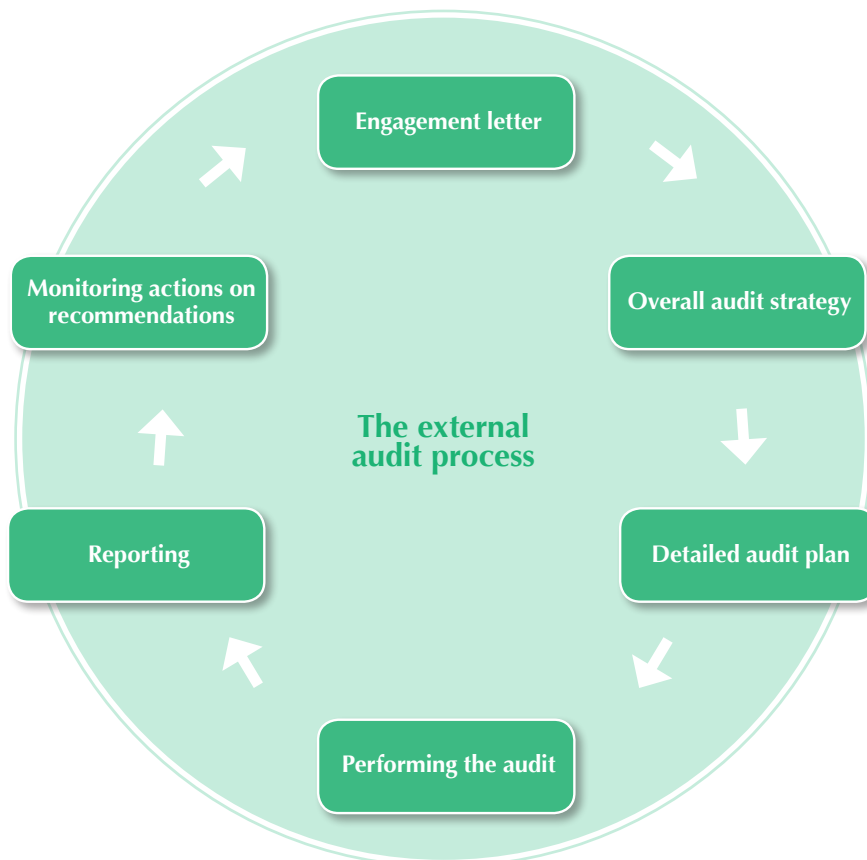 Engagement letter
Overall audit strategy
Detailed audit plan
Performing the audit
Reporting
Monitoring actions on
recommendations
The external
audit process